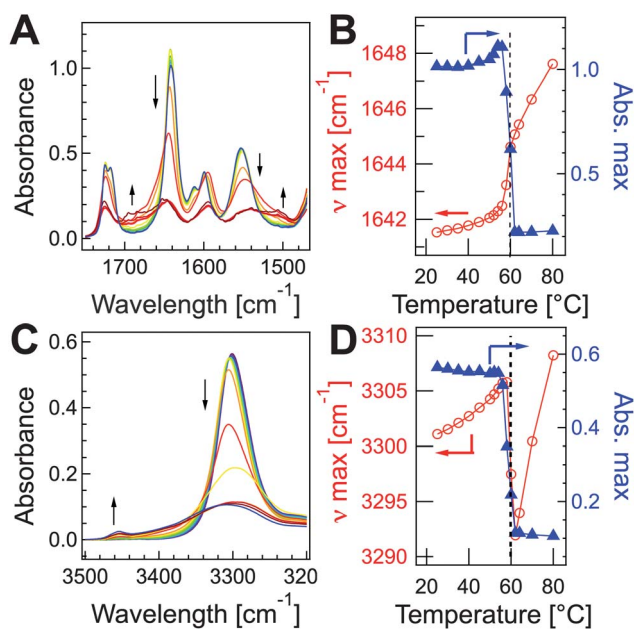 A
Absorbance
1.0
0.5
0.0
1700
1600
1500
Wavelength [cm-1]
B
ν max [cm-1]
1648
1646
1644
1642
1.0
0.5
Abs. max
20
40
60
80
Temperature [°C]
C
Absorbance
0.6
0.4
0.2
0.0
3500
3400
3300
320
Wavelength [cm-1]
D
ν max [cm-1]
3310
3305
3300
3295
3290
0.6
0.4
0.2
Abs. max
20
40
60
80
Temperature [°C]